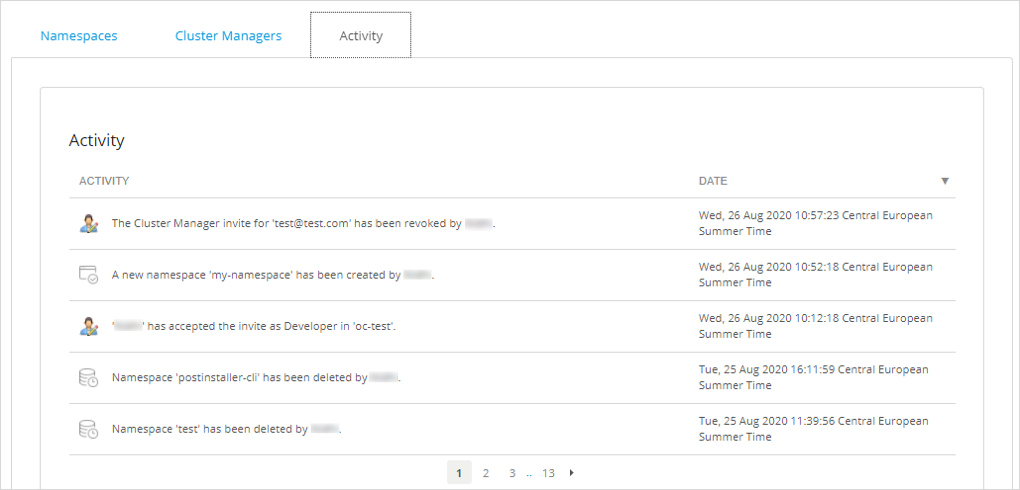 Namespaces Cluster Managers Activity
Activity
ACTIVITY DATE ▼
The Cluster Manager invite for 'test@test.com' has been revoked by . Wed, 26 Aug 2020 10:57:23 Central European
Summer Time
A new namespace 'my-namespace' has been created by . Wed, 26 Aug 2020 10:52:18 Central European
Summer Time
' ' has accepted the invite as Developer in 'oc-test'. Wed, 26 Aug 2020 10:12:18 Central European
Summer Time
Namespace 'postinstaller-cli' has been deleted by . Tue, 25 Aug 2020 16:11:59 Central European
Summer Time
Namespace 'test' has been deleted by . Tue, 25 Aug 2020 11:39:56 Central European
Summer Time
1 2 3 .. 13